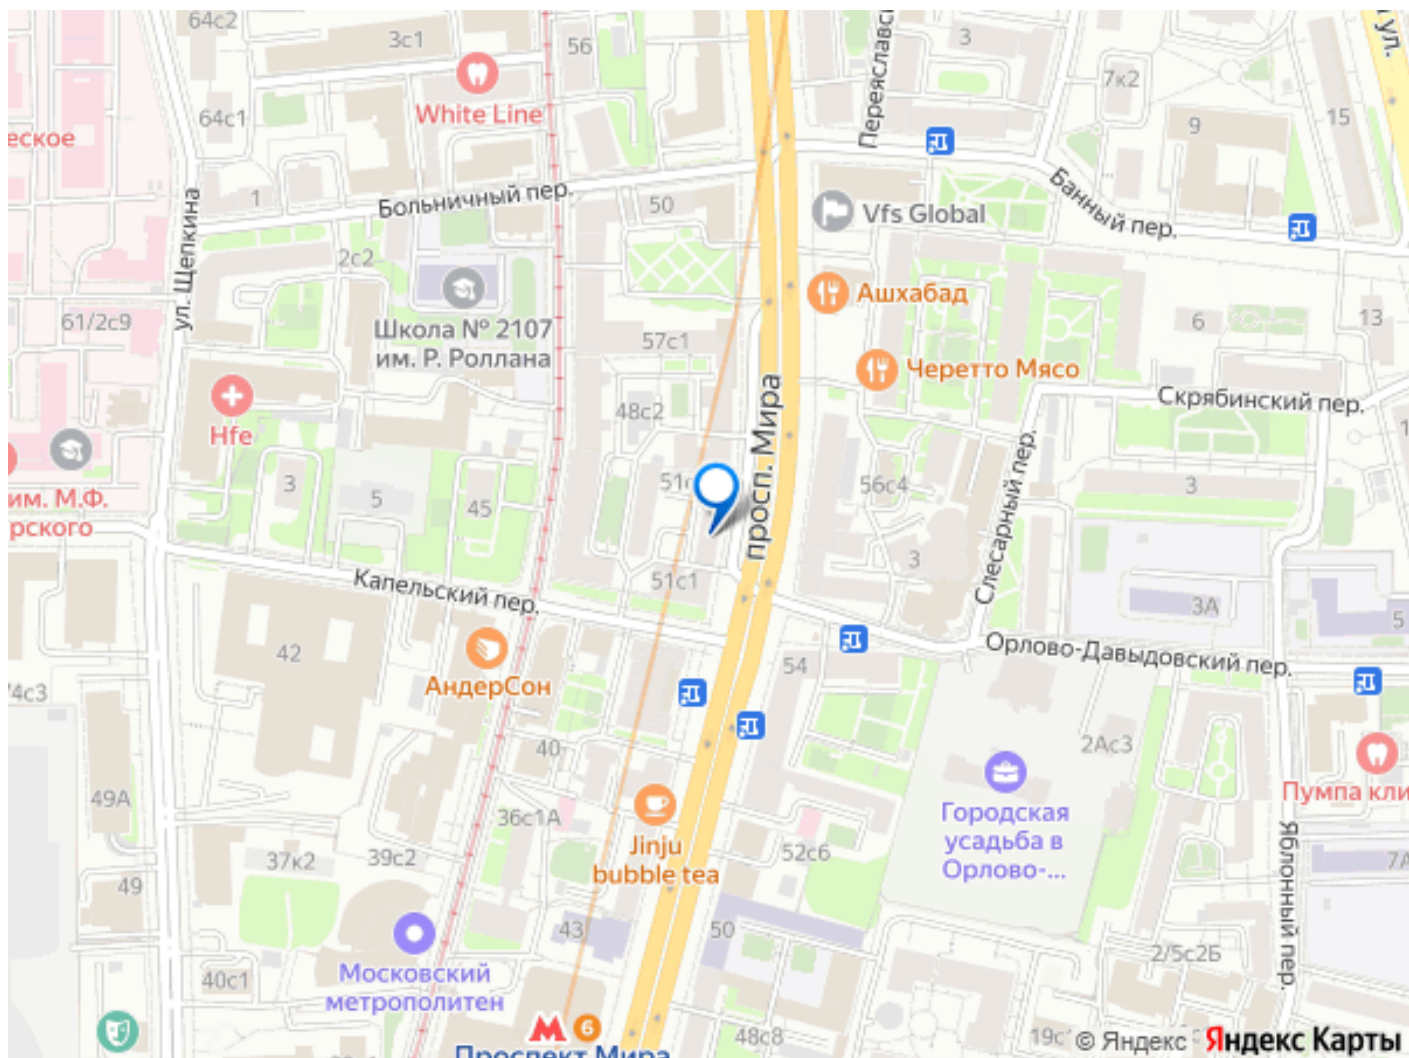 64с2
3с1
56
White Line
64с1
еское
Переяславс
3
7к2
9
15
ул.
1
Больничный пер.
50
Vfs Global
Банный пер.
ул. Щепкина
2с2
Школа № 2107
им. Р. Роллана
61/2с9
57с1
Ашхабад
6
13
Черетто Мясо
Скрябинский пер.
Hfe
48с2
просп. Мира
им. М.Ф.
рского
3
5
45
51с
56с4
Слесарный пер.
3
3
Капельский пер.
51с1
3А
5
42
АндерСон
54
Орлово-Давыдовский пер.
4с3
40
2Ас3
49А
36с1А
Jinju
bubble tea
52с6
Городская
усадьба в
Орлово-...
Пумпа кли
37к2
39с2
49
7А
Яблонный пер.
43
50
Московский
метрополитен
40с1
2/5с2Б
6
Проспект Мира
48с8
19с
© Яндекс Яндекс Карты